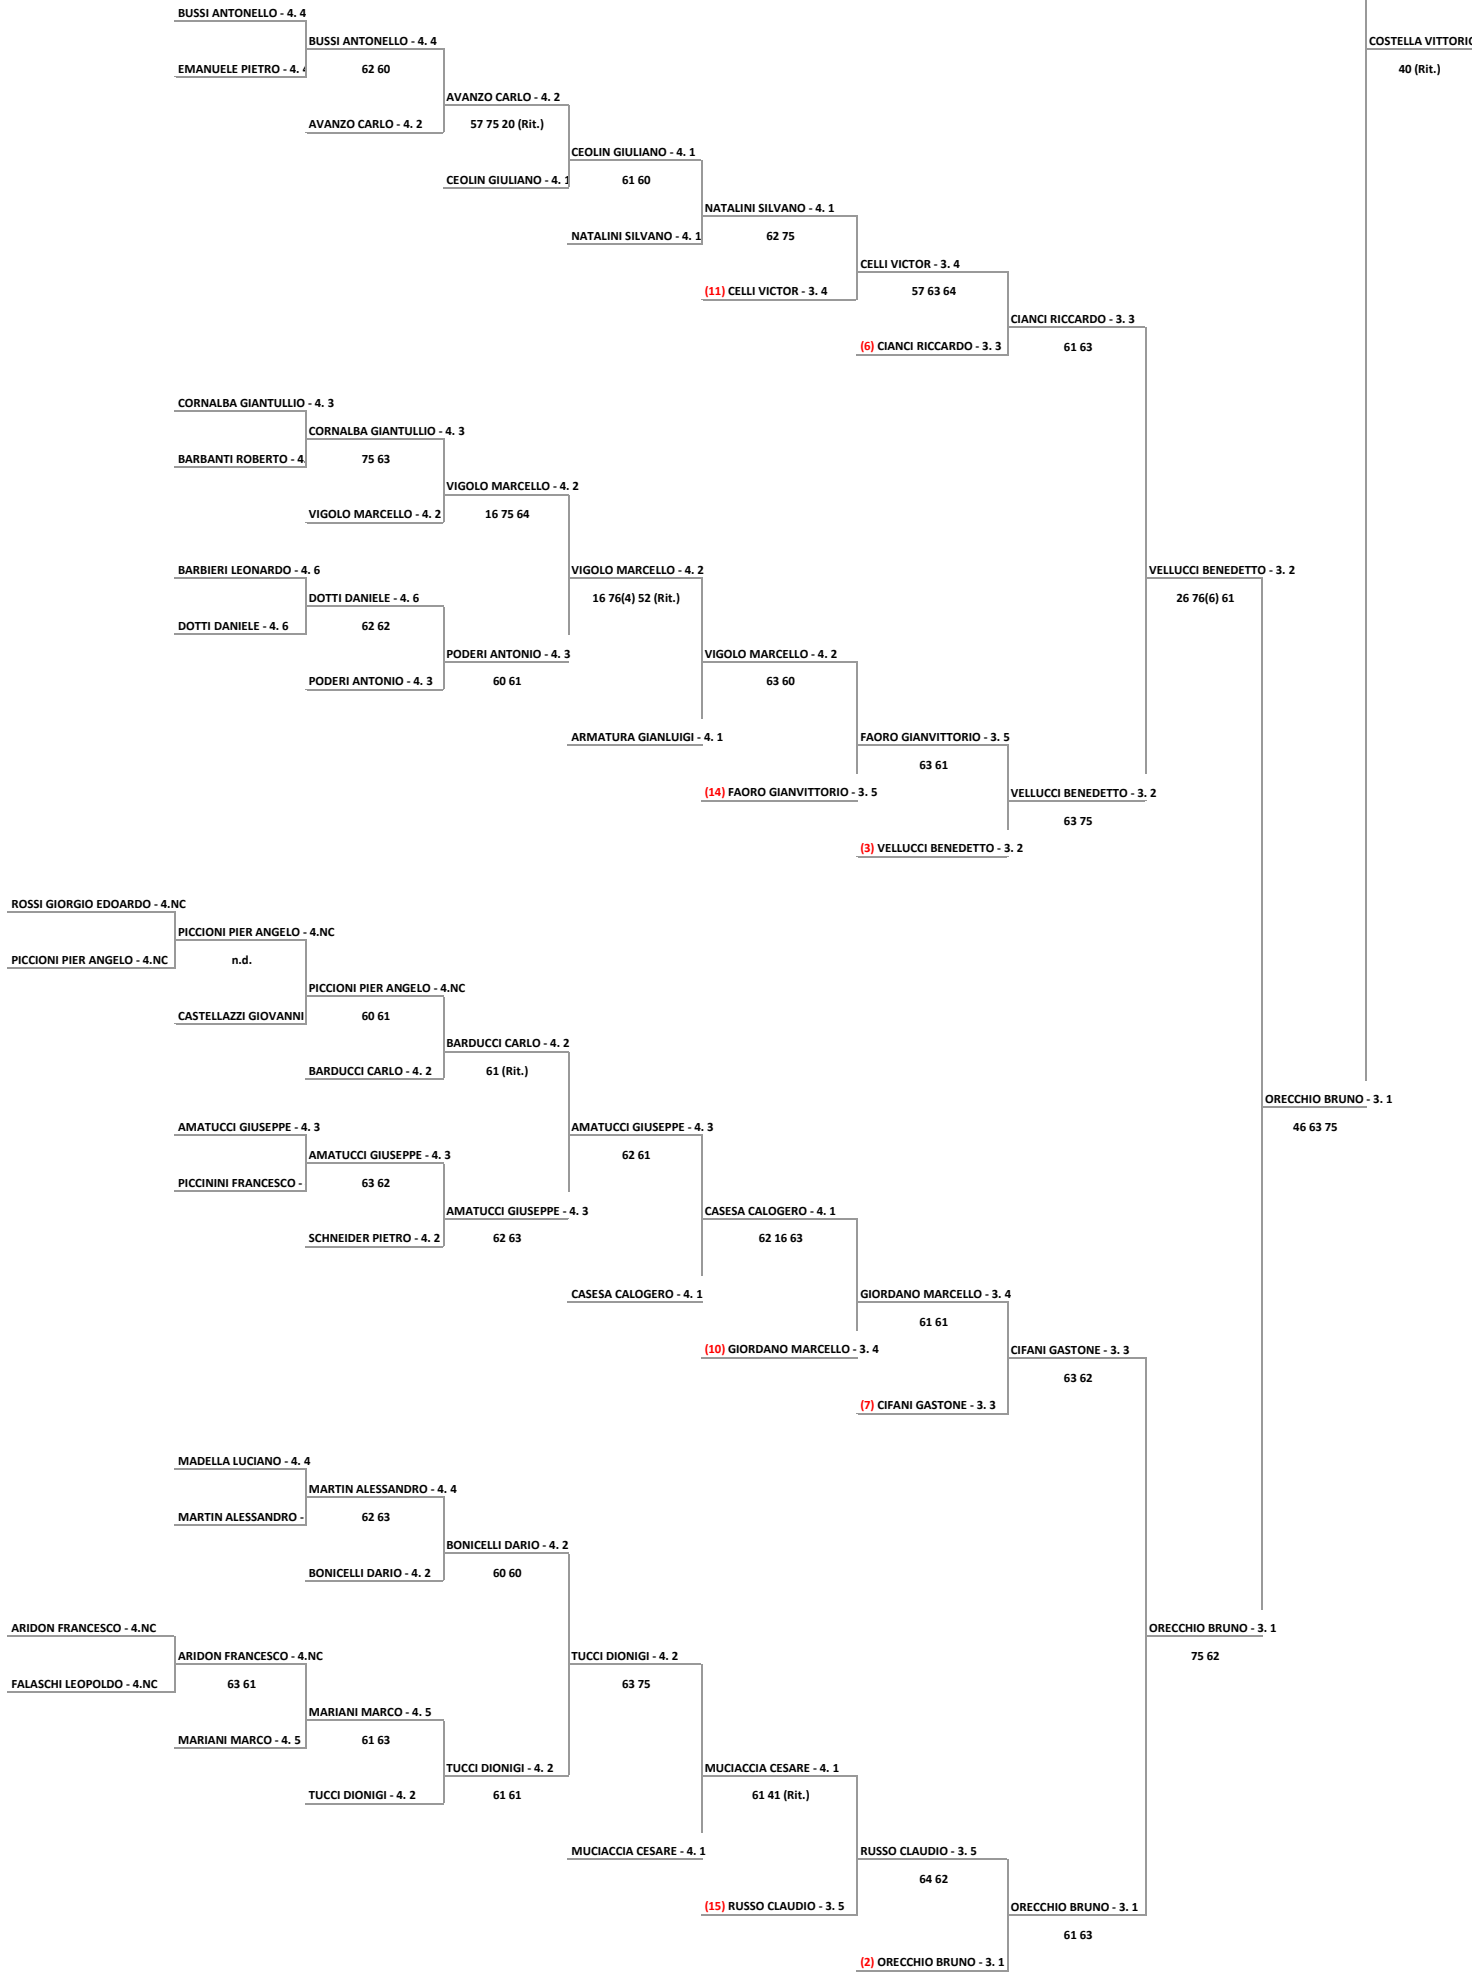 BUSSI ANTONELLO - 4. 4
BUSSI ANTONELLO - 4. 4
COSTELLA VITTORIO
EMANUELE PIETRO - 4. 4
62 60
40 (Rit.)
AVANZO CARLO - 4. 2
AVANZO CARLO - 4. 2
57 75 20 (Rit.)
CEOLIN GIULIANO - 4. 1
CEOLIN GIULIANO - 4. 1
61 60
NATALINI SILVANO - 4. 1
NATALINI SILVANO - 4. 1
62 75
CELLI VICTOR - 3. 4
(11) CELLI VICTOR - 3. 4
57 63 64
CIANCI RICCARDO - 3. 3
(6) CIANCI RICCARDO - 3. 3
61 63
CORNALBA GIANTULLIO - 4. 3
CORNALBA GIANTULLIO - 4. 3
BARBANTI ROBERTO - 4.
75 63
VIGOLO MARCELLO - 4. 2
VIGOLO MARCELLO - 4. 2
16 75 64
BARBIERI LEONARDO - 4. 6
VIGOLO MARCELLO - 4. 2
VELLUCCI BENEDETTO - 3. 2
DOTTI DANIELE - 4. 6
16 76(4) 52 (Rit.)
26 76(6) 61
DOTTI DANIELE - 4. 6
62 62
PODERI ANTONIO - 4. 3
VIGOLO MARCELLO - 4. 2
PODERI ANTONIO - 4. 3
60 61
63 60
ARMATURA GIANLUIGI - 4. 1
FAORO GIANVITTORIO - 3. 5
63 61
(14) FAORO GIANVITTORIO - 3. 5
VELLUCCI BENEDETTO - 3. 2
63 75
(3) VELLUCCI BENEDETTO - 3. 2
ROSSI GIORGIO EDOARDO - 4.NC
PICCIONI PIER ANGELO - 4.NC
PICCIONI PIER ANGELO - 4.NC
n.d.
PICCIONI PIER ANGELO - 4.NC
CASTELLAZZI GIOVANNI
60 61
BARDUCCI CARLO - 4. 2
BARDUCCI CARLO - 4. 2
61 (Rit.)
ORECCHIO BRUNO - 3. 1
AMATUCCI GIUSEPPE - 4. 3
AMATUCCI GIUSEPPE - 4. 3
46 63 75
AMATUCCI GIUSEPPE - 4. 3
62 61
PICCININI FRANCESCO -
63 62
AMATUCCI GIUSEPPE - 4. 3
CASESA CALOGERO - 4. 1
SCHNEIDER PIETRO - 4. 2
62 63
62 16 63
CASESA CALOGERO - 4. 1
GIORDANO MARCELLO - 3. 4
61 61
(10) GIORDANO MARCELLO - 3. 4
CIFANI GASTONE - 3. 3
63 62
(7) CIFANI GASTONE - 3. 3
MADELLA LUCIANO - 4. 4
MARTIN ALESSANDRO - 4. 4
MARTIN ALESSANDRO -
62 63
BONICELLI DARIO - 4. 2
BONICELLI DARIO - 4. 2
60 60
ARIDON FRANCESCO - 4.NC
ORECCHIO BRUNO - 3. 1
ARIDON FRANCESCO - 4.NC
TUCCI DIONIGI - 4. 2
75 62
FALASCHI LEOPOLDO - 4.NC
63 61
63 75
MARIANI MARCO - 4. 5
MARIANI MARCO - 4. 5
61 63
TUCCI DIONIGI - 4. 2
MUCIACCIA CESARE - 4. 1
TUCCI DIONIGI - 4. 2
61 61
61 41 (Rit.)
MUCIACCIA CESARE - 4. 1
RUSSO CLAUDIO - 3. 5
64 62
(15) RUSSO CLAUDIO - 3. 5
ORECCHIO BRUNO - 3. 1
61 63
(2) ORECCHIO BRUNO - 3. 1